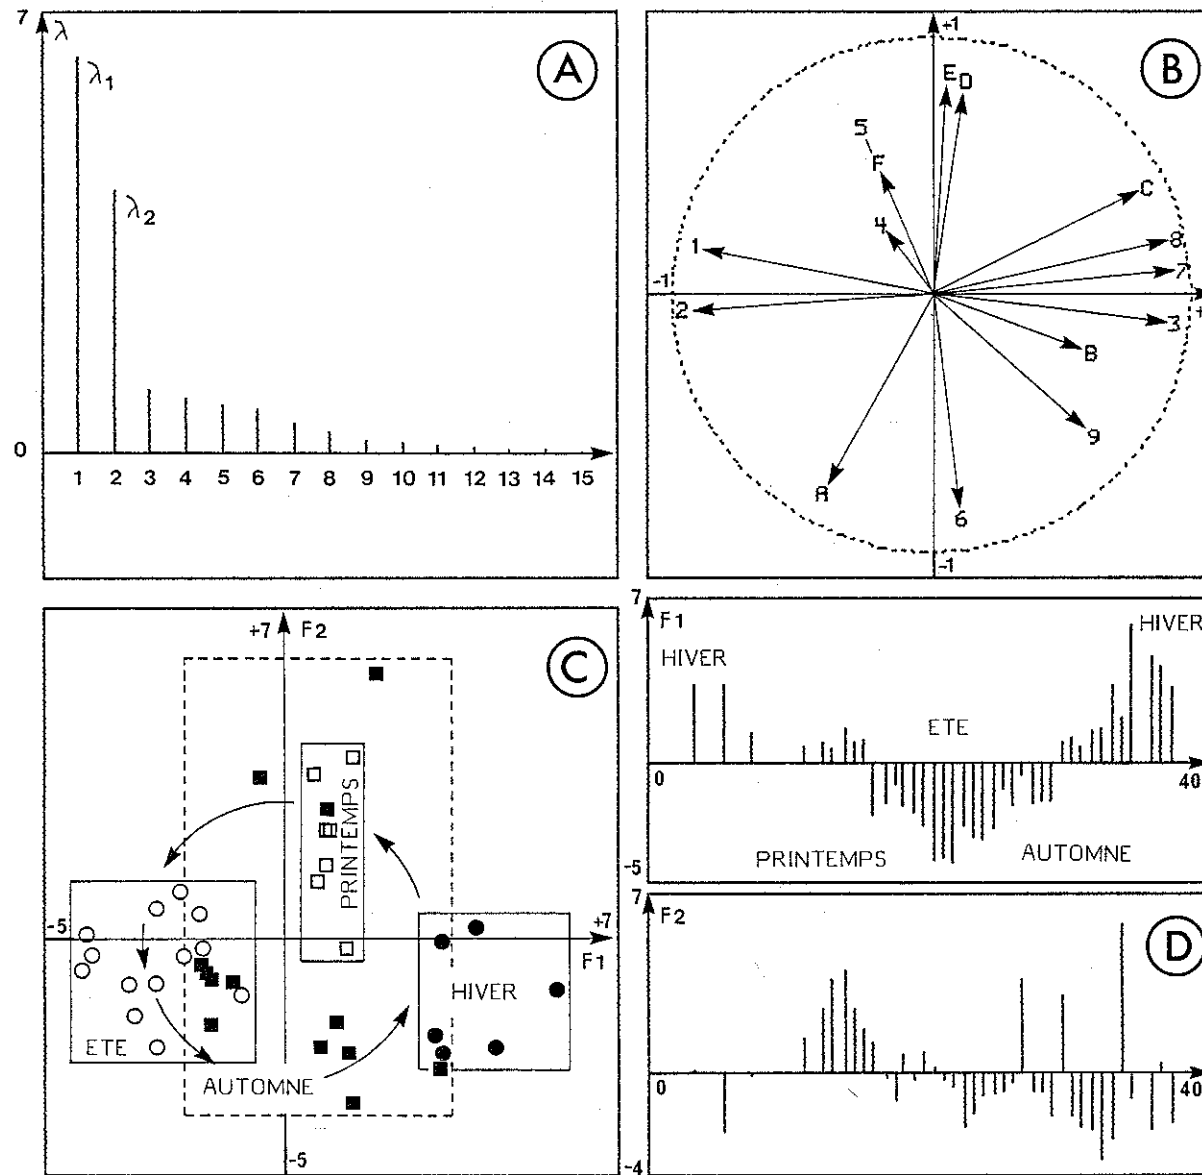 7
λ
λ1
λ2
0
1 2 3 4 5 6 7 8 9 10 11 12 13 14 15
A
+1
B
E D
5
F
C
4
1
8
7
-1
+
2
3
B
9
A
6
-1
+7
F2
C
PRINTEMPS
-5
+7
F1
HIVER
ETE
AUTOMNE
-5
7
F1
HIVER
HIVER
ETE
0
40
PRINTEMPS
AUTOMNE
-5
7
F2
D
0
40
-4